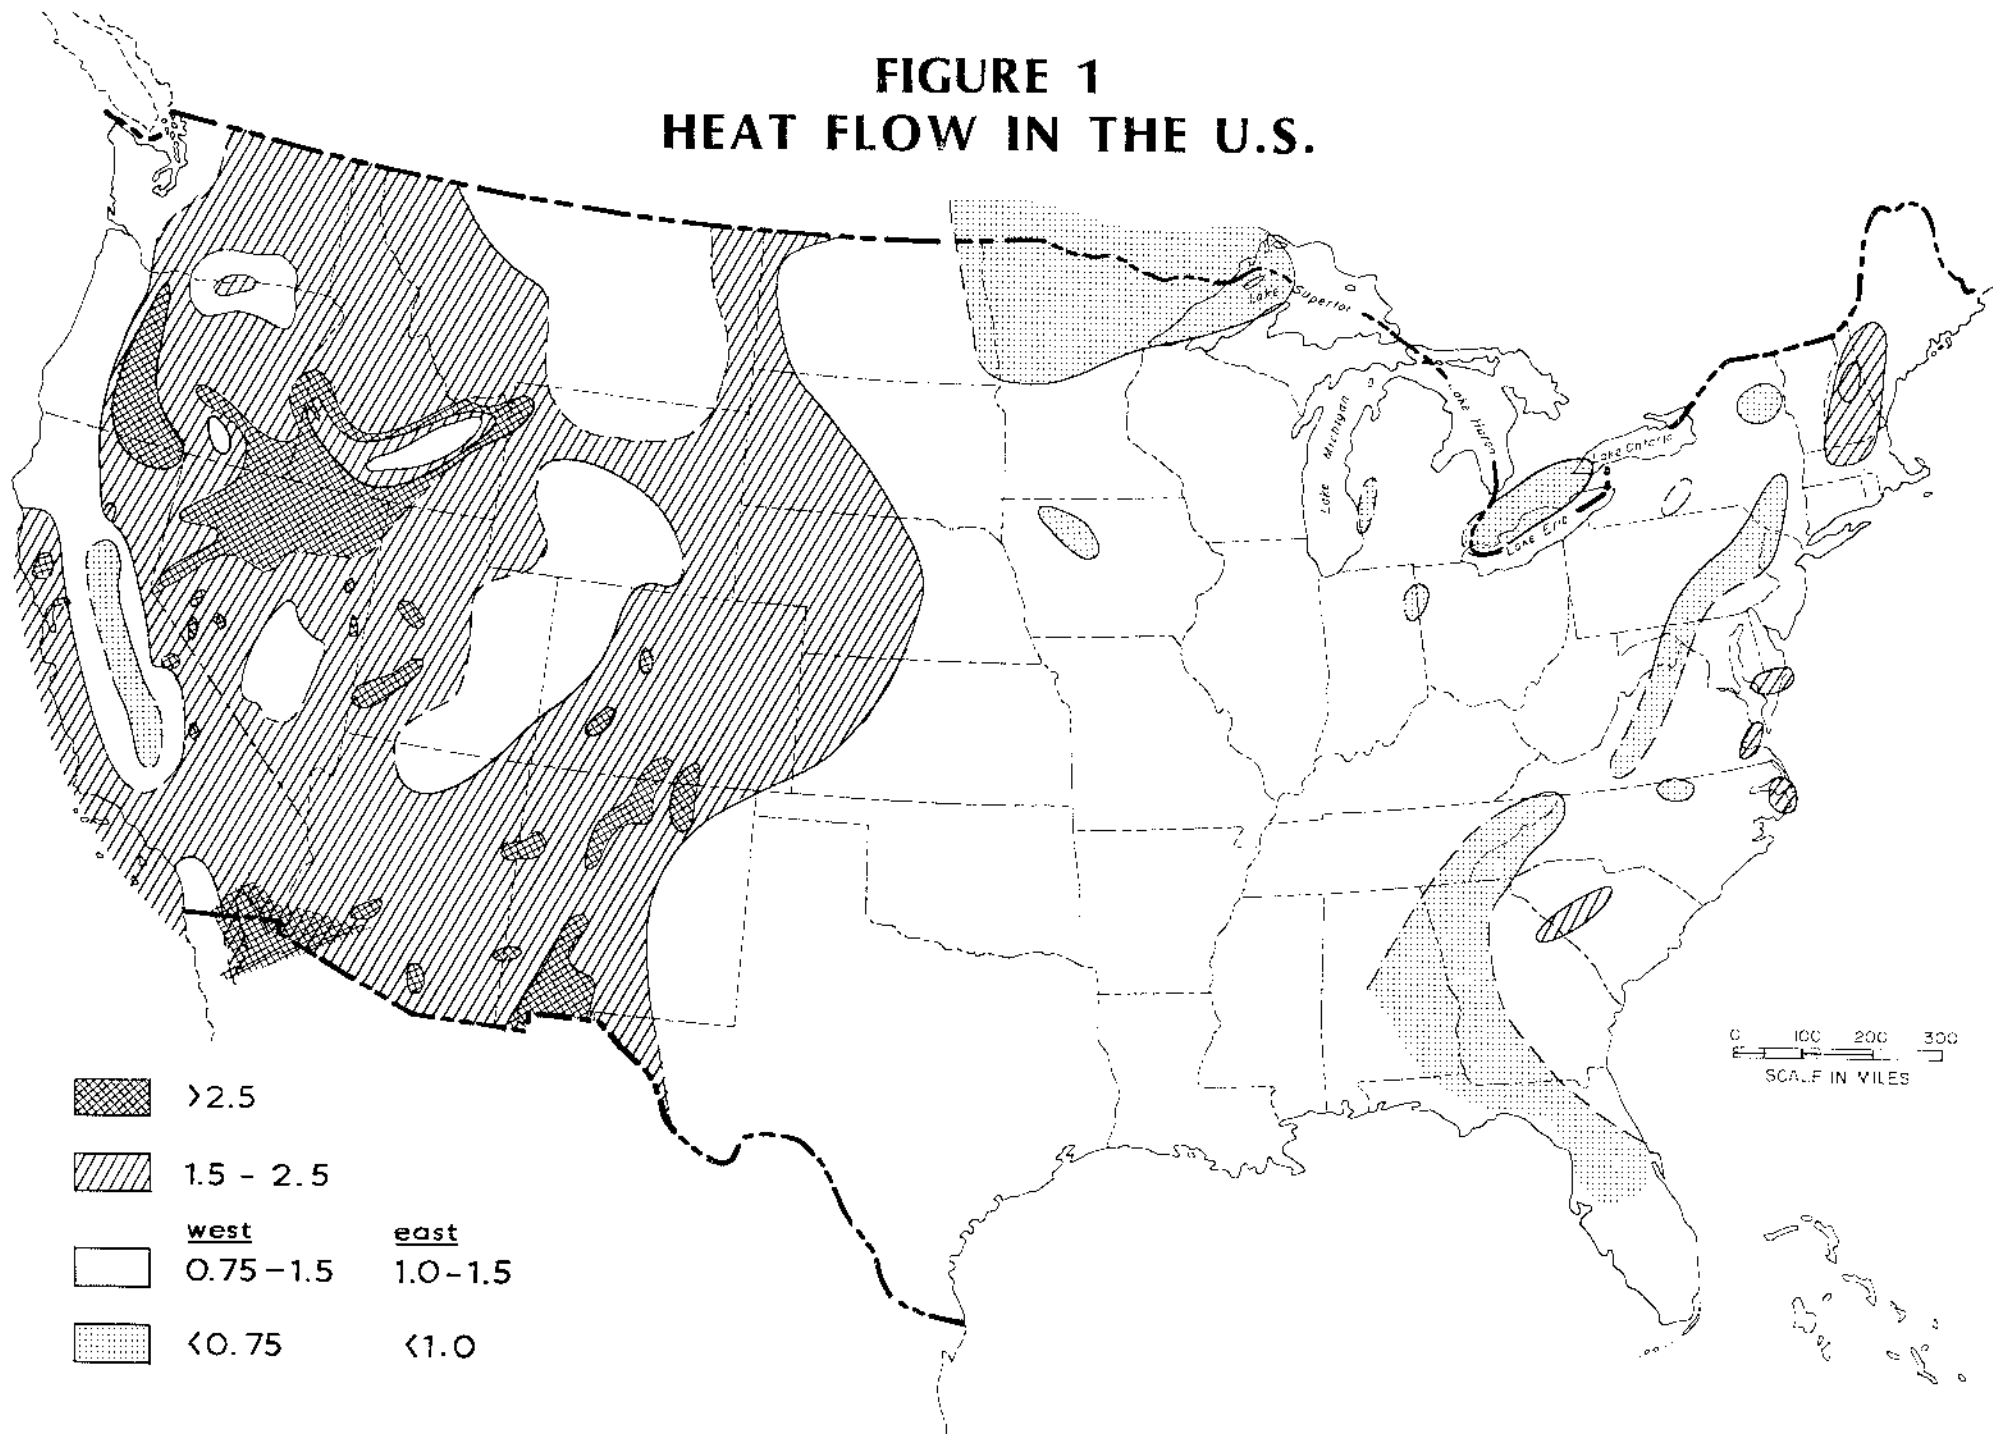 FIGURE 1
HEAT FLOW IN THE U.S.
Lake Superior
Lake Michigan
Lake Huron
Lake Ontario
Lake Erie
0 100 200 300
SCALE IN MILES
>2.5
1.5 - 2.5
west east
0.75-1.5 1.0-1.5
<0.75 <1.0